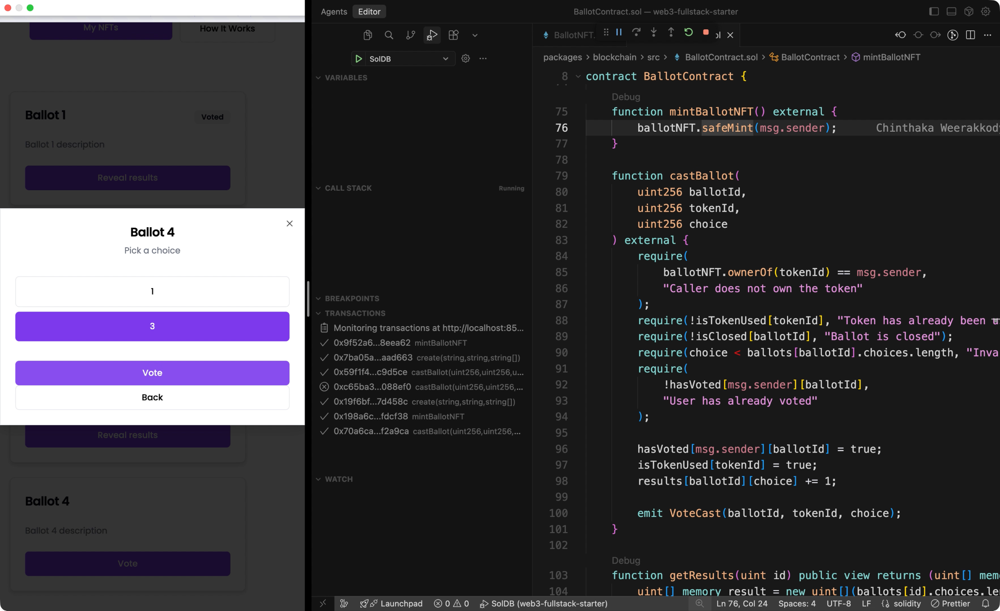 My NFTs
How It Works
Ballot 1
Voted
Ballot 1 description
Reveal results
Ballot 4
Pick a choice
1
3
Vote
Back
Reveal results
Ballot 4
Ballot 4 description
Vote
Agents
Editor
BallotContract.sol — web3-fullstack-starter
SolDB
VARIABLES
CALL STACK
Running
BREAKPOINTS
TRANSACTIONS
Monitoring transactions at http://localhost:85...
0x9f52a6...8eea62 mintBallotNFT
0x7ba05a...aad663 create(string,string,string[])
0x59f1f4...c9d5ce castBallot(uint256,uint256,u...
0xc65ba3...088ef0 castBallot(uint256,uint256,...
0x19f6bf...7d458c create(string,string,string[])
0x198a6c...fdcf38 mintBallotNFT
0x70a6ca...f2a9ca castBallot(uint256,uint256,...
WATCH
BallotNFT.
ol
packages > blockchain > src > BallotContract.sol > BallotContract > mintBallotNFT
8 contract BallotContract {
Debug
75 function mintBallotNFT() external {
76 ballotNFT.safeMint(msg.sender); Chinthaka Weerakkody
77 }
78
79 function castBallot(
80 uint256 ballotId,
81 uint256 tokenId,
82 uint256 choice
83 ) external {
84 require(
85 ballotNFT.ownerOf(tokenId) == msg.sender,
86 "Caller does not own the token"
87 );
88 require(!isTokenUsed[tokenId], "Token has already been
89 require(!isClosed[ballotId], "Ballot is closed");
90 require(choice < ballots[ballotId].choices.length, "Inva
91 require(
92 !hasVoted[msg.sender][ballotId],
93 "User has already voted"
94 );
95
96 hasVoted[msg.sender][ballotId] = true;
97 isTokenUsed[tokenId] = true;
98 results[ballotId][choice] += 1;
99
100 emit VoteCast(ballotId, tokenId, choice);
101 }
102
Debug
103 function getResults(uint id) public view returns (uint[] mem
104 uint[] memory result = new uint[](ballots[id].choices.le
Launchpad
0
0
SolDB (web3-fullstack-starter)
Ln 76, Col 24
Spaces: 4
UTF-8
LF
solidity
Prettier